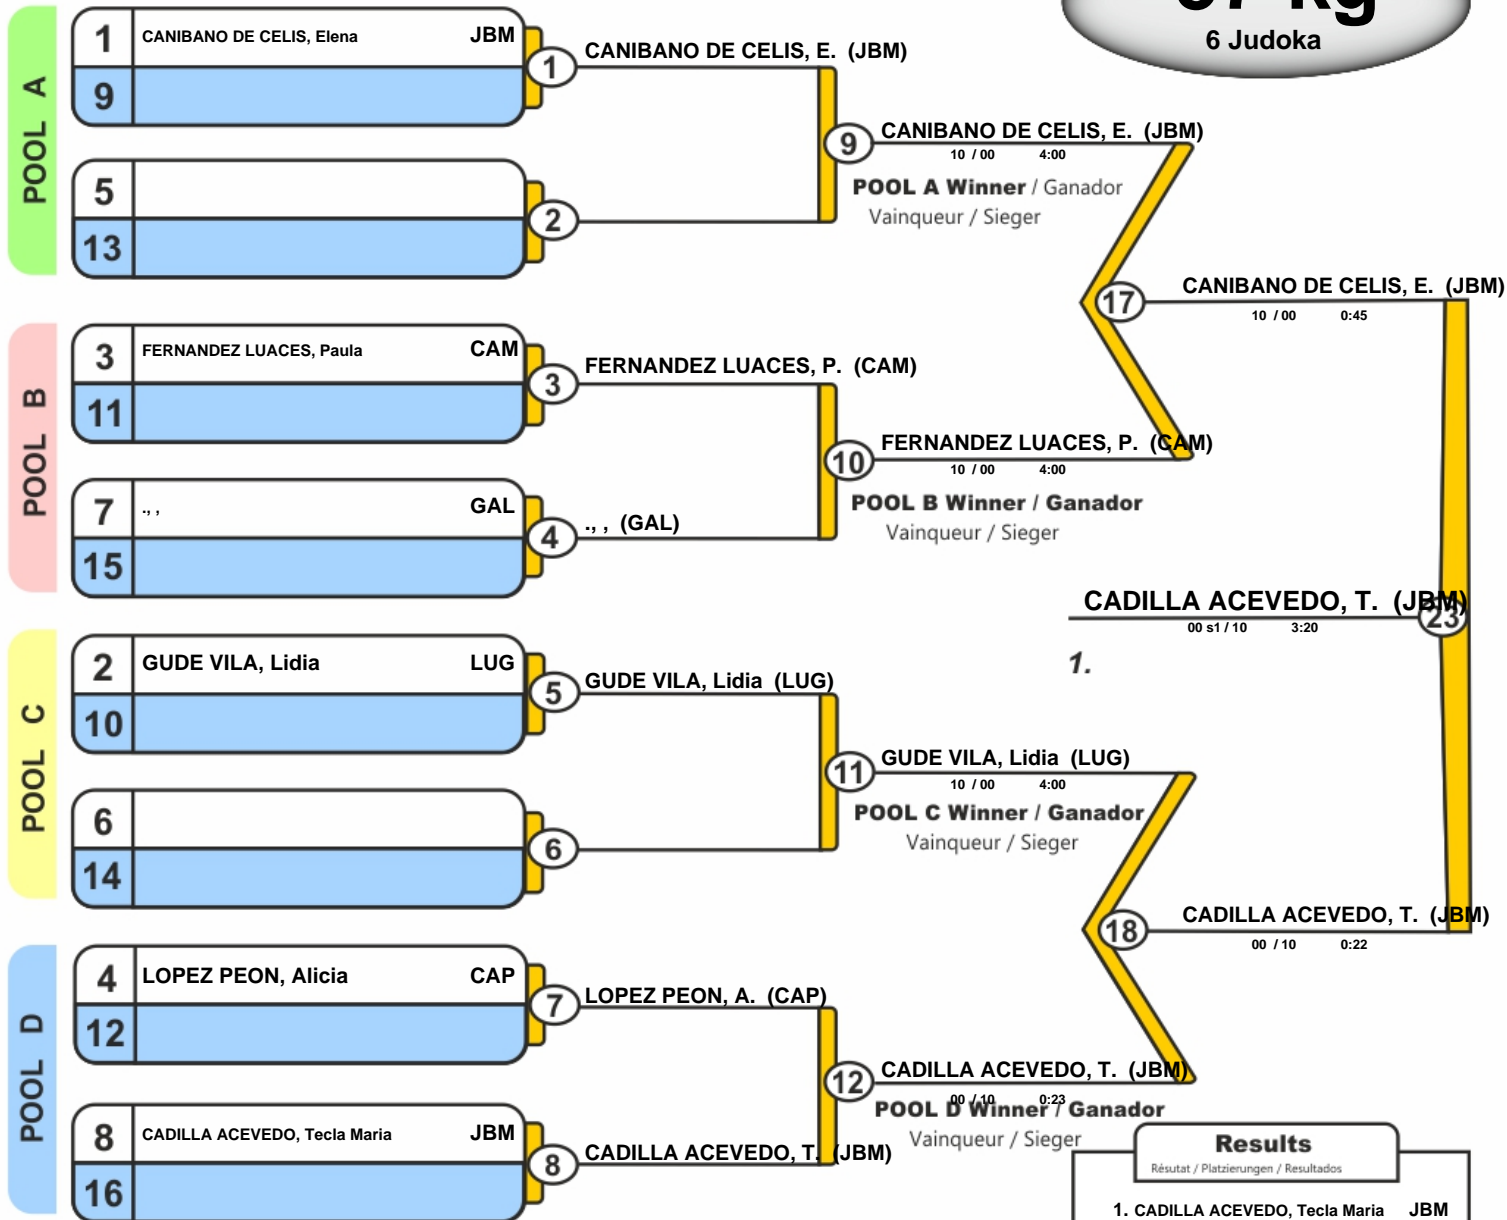 57 kg
6 Judoka
POOL A
1 CANIBANO DE CELIS, Elena JBM
9
1
CANIBANO DE CELIS, E. (JBM)
5
13
2
9
CANIBANO DE CELIS, E. (JBM)
10 / 00 4:00
POOL A Winner / Ganador
Vainqueur / Sieger
POOL B
3 FERNANDEZ LUACES, Paula CAM
11
3
FERNANDEZ LUACES, P. (CAM)
7 ., , GAL
15
4
., , (GAL)
10
FERNANDEZ LUACES, P. (CAM)
10 / 00 4:00
POOL B Winner / Ganador
Vainqueur / Sieger
17
CANIBANO DE CELIS, E. (JBM)
10 / 00 0:45
CADILLA ACEVEDO, T. (JBM)
23
00 s1 / 10 3:20
1.
POOL C
2 GUDE VILA, Lidia LUG
10
5
GUDE VILA, Lidia (LUG)
6
14
6
11
GUDE VILA, Lidia (LUG)
10 / 00 4:00
POOL C Winner / Ganador
Vainqueur / Sieger
18
CADILLA ACEVEDO, T. (JBM)
00 / 10 0:22
POOL D
4 LOPEZ PEON, Alicia CAP
12
7
LOPEZ PEON, A. (CAP)
8 CADILLA ACEVEDO, Tecla Maria JBM
16
8
CADILLA ACEVEDO, T. (JBM)
12
CADILLA ACEVEDO, T. (JBM)
00 / 10 0:23
POOL D Winner / Ganador
Vainqueur / Sieger
Results
Résutat / Platzierungen / Resultados
1. CADILLA ACEVEDO, Tecla Maria JBM